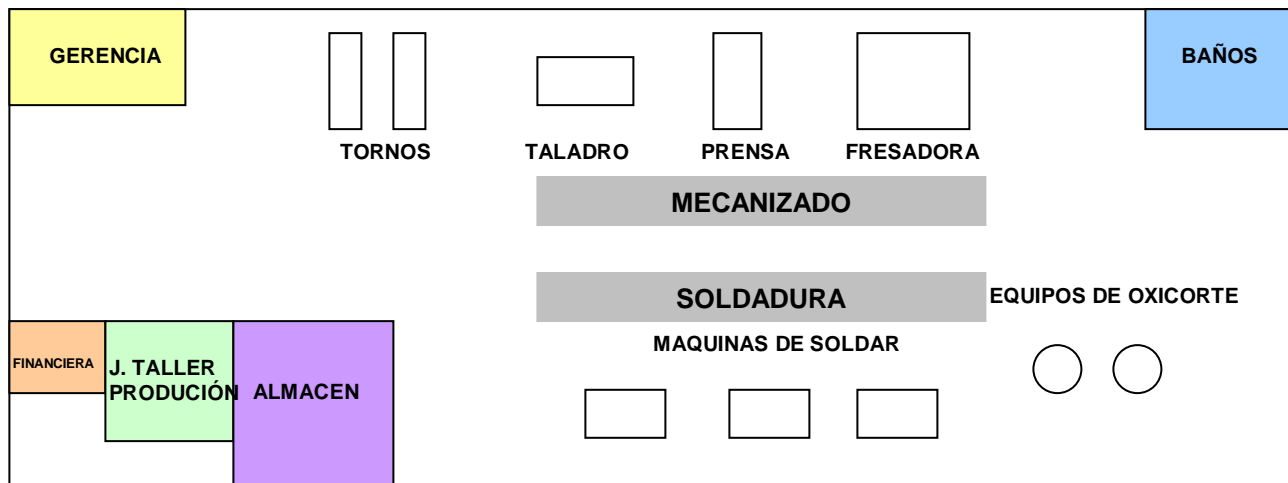 GERENCIA
BAÑOS
TORNOS
TALADRO
PRENSA
FRESADORA
MECANIZADO
SOLDADURA
EQUIPOS DE OXICORTE
MAQUINAS DE SOLDAR
FINANCIERA
J. TALLER
PRODUCIÓN
ALMACEN